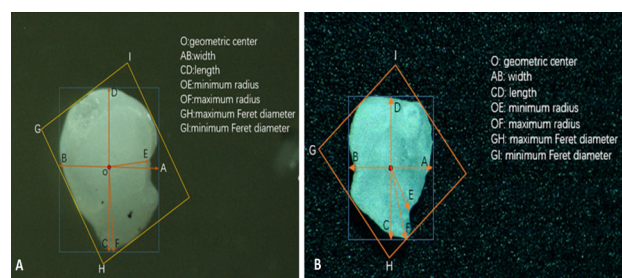 I
O:geometric center
AB:width
CD:length
OE:minimum radius
OF:maximum radius
GH:maximum Feret diameter
GI:minimum Feret diameter
D
G
B
E
O
A
C
F
H
A
I
O: geometric center
AB: width
CD: length
OE: minimum radius
OF: maximum radius
GH: maximum Feret diameter
GI: minimum Feret diameter
D
G
B
A
E
C
F
H
B